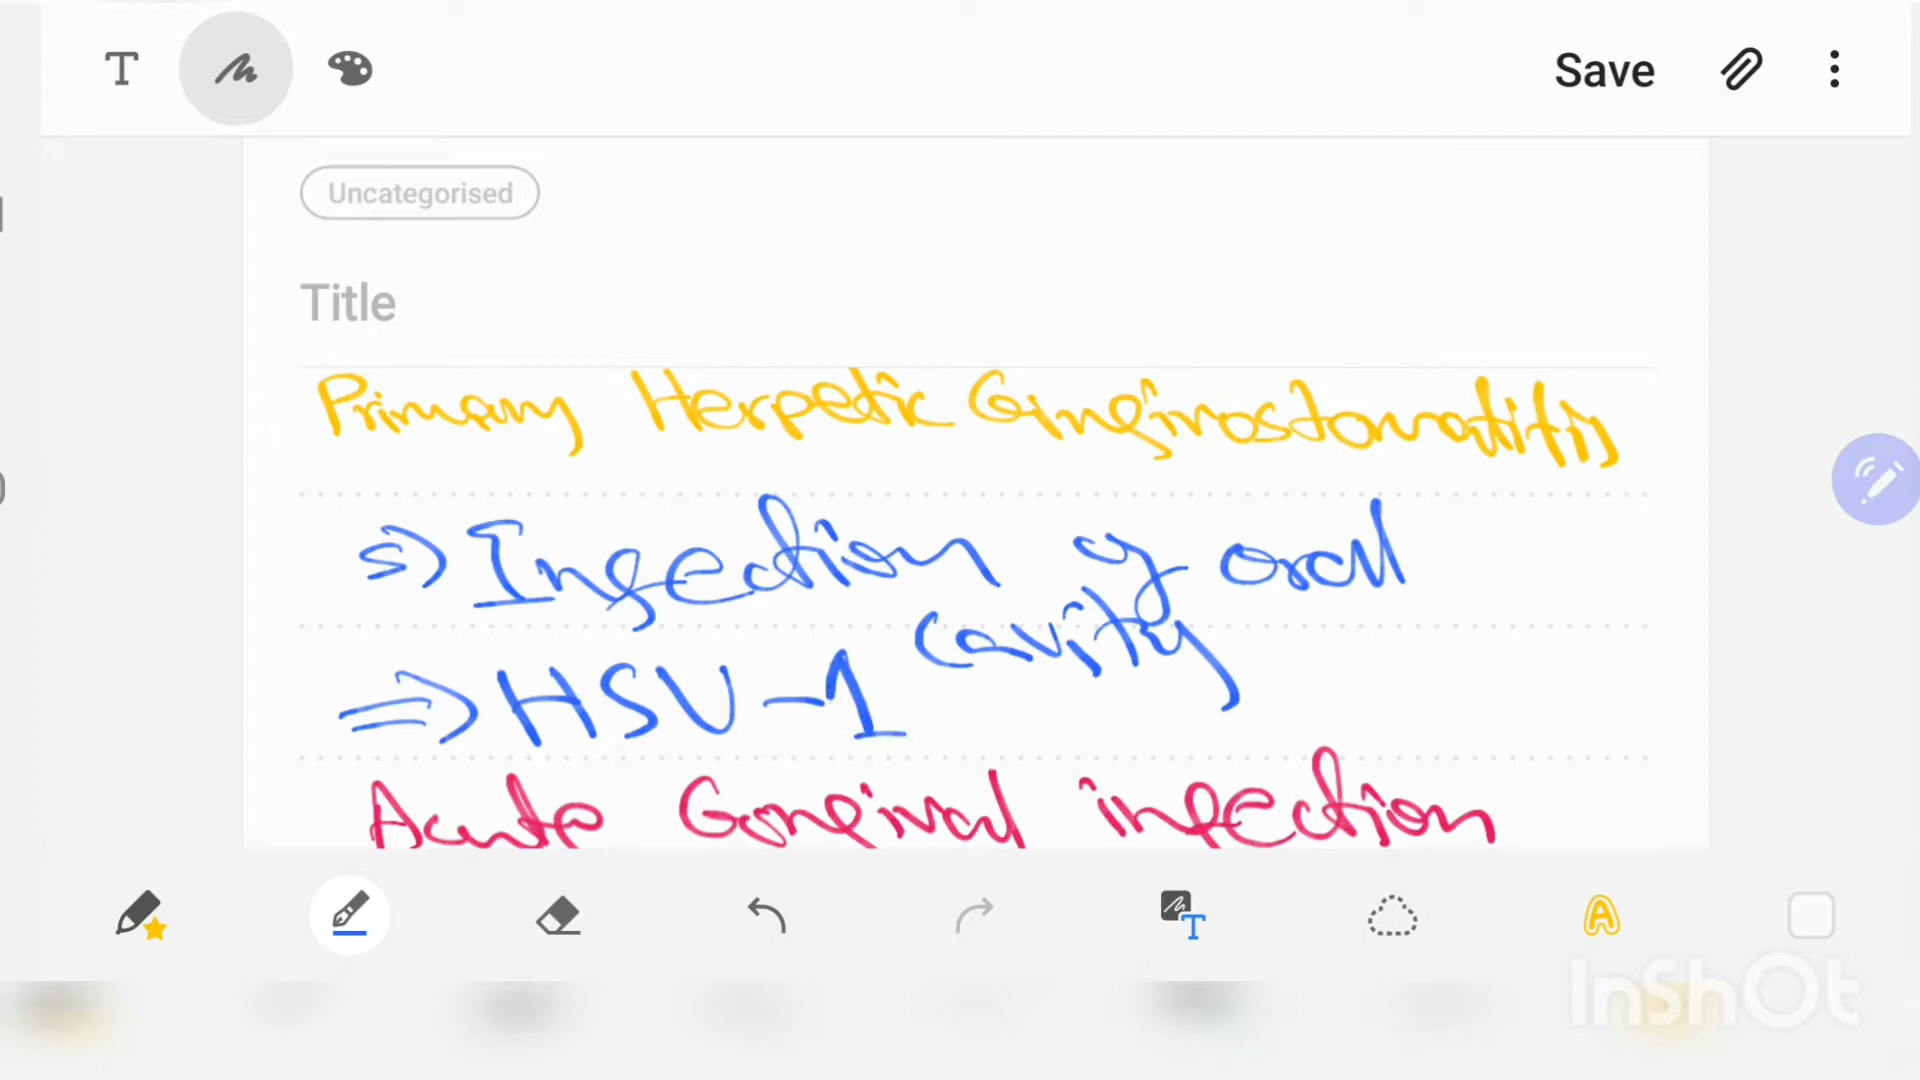 T Save
Uncategorised
Title
Primary Herpetic Gingivostomatitis
⇒ Infection of oral
cavity
⇒ HSV-1
Acute Gingival infection
T
A
InShOt